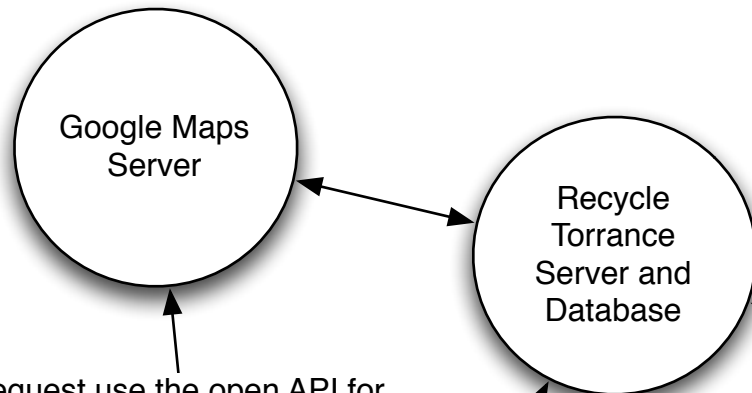 Google Maps
Server
Recycle
Torrance
Server and
Database
use the open API for